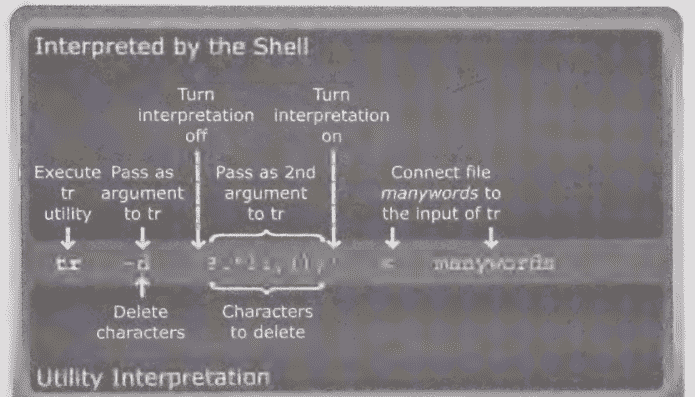 Interpreted by the Shell
Turn interpretation off
Turn interpretation on
Execute tr utility
Pass as argument to tr
Pass as 2nd argument to tr
Connect file manywords to the input of tr
tr -d < manywords
Delete characters
Characters to delete
Utility Interpretation